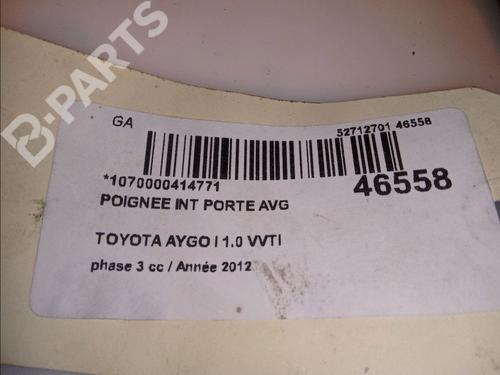 B-PARTS
GA
52712701 46558
*1070000414771
46558
POIGNEE INT PORTE AVG
TOYOTA AYGO I 1.0 VVTI
phase 3 cc / Année 2012